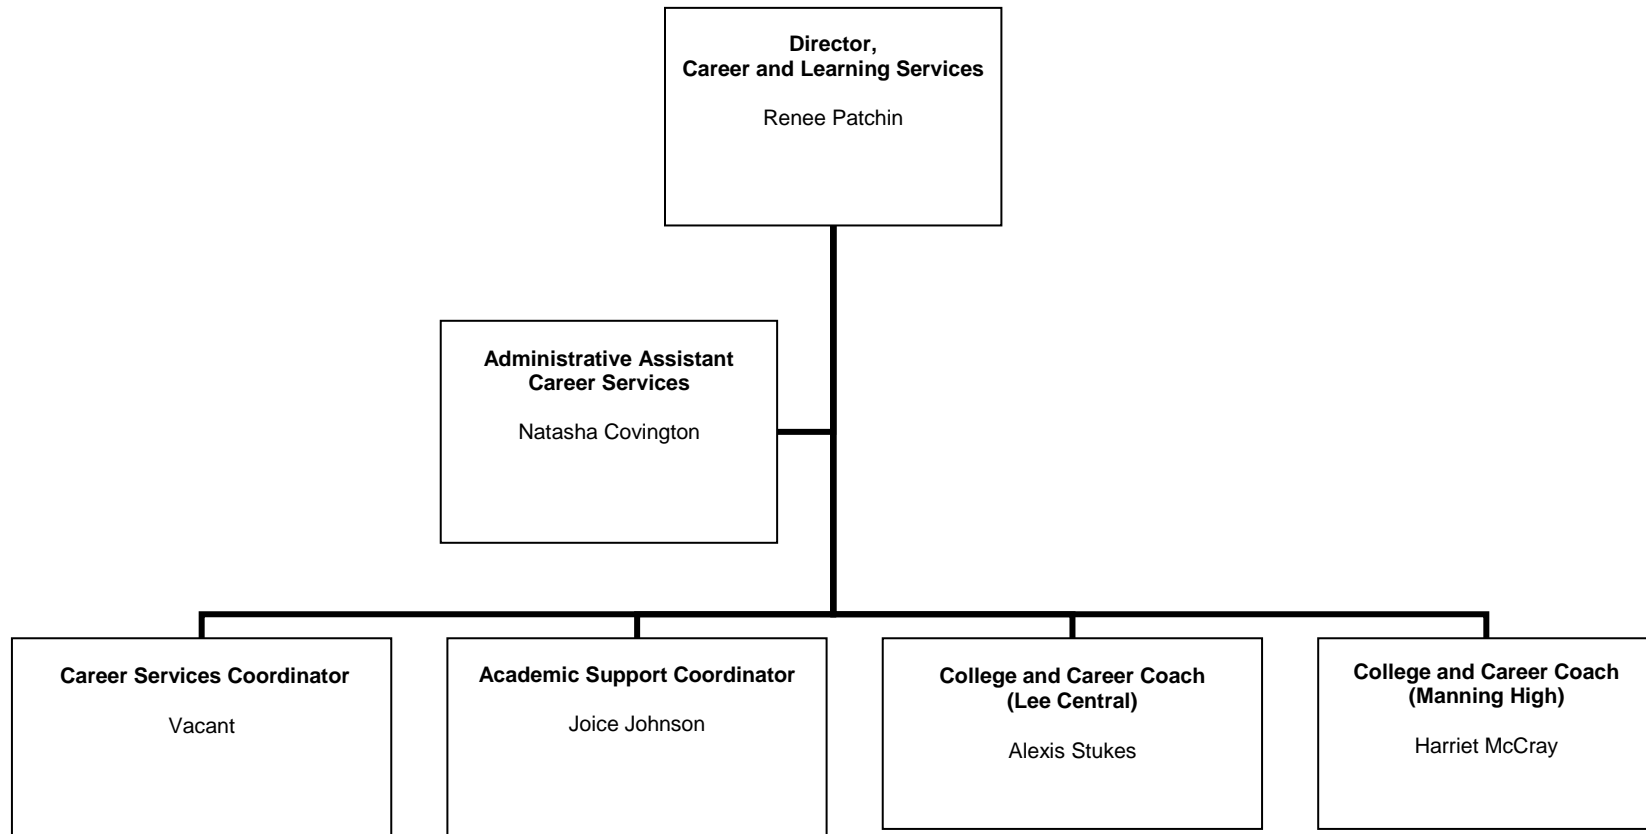 Director,
Career and Learning Services
Renee Patchin
Administrative Assistant
Career Services
Natasha Covington
Career Services Coordinator
Vacant
Academic Support Coordinator
Joice Johnson
College and Career Coach
(Lee Central)
Alexis Stukes
College and Career Coach
(Manning High)
Harriet McCray